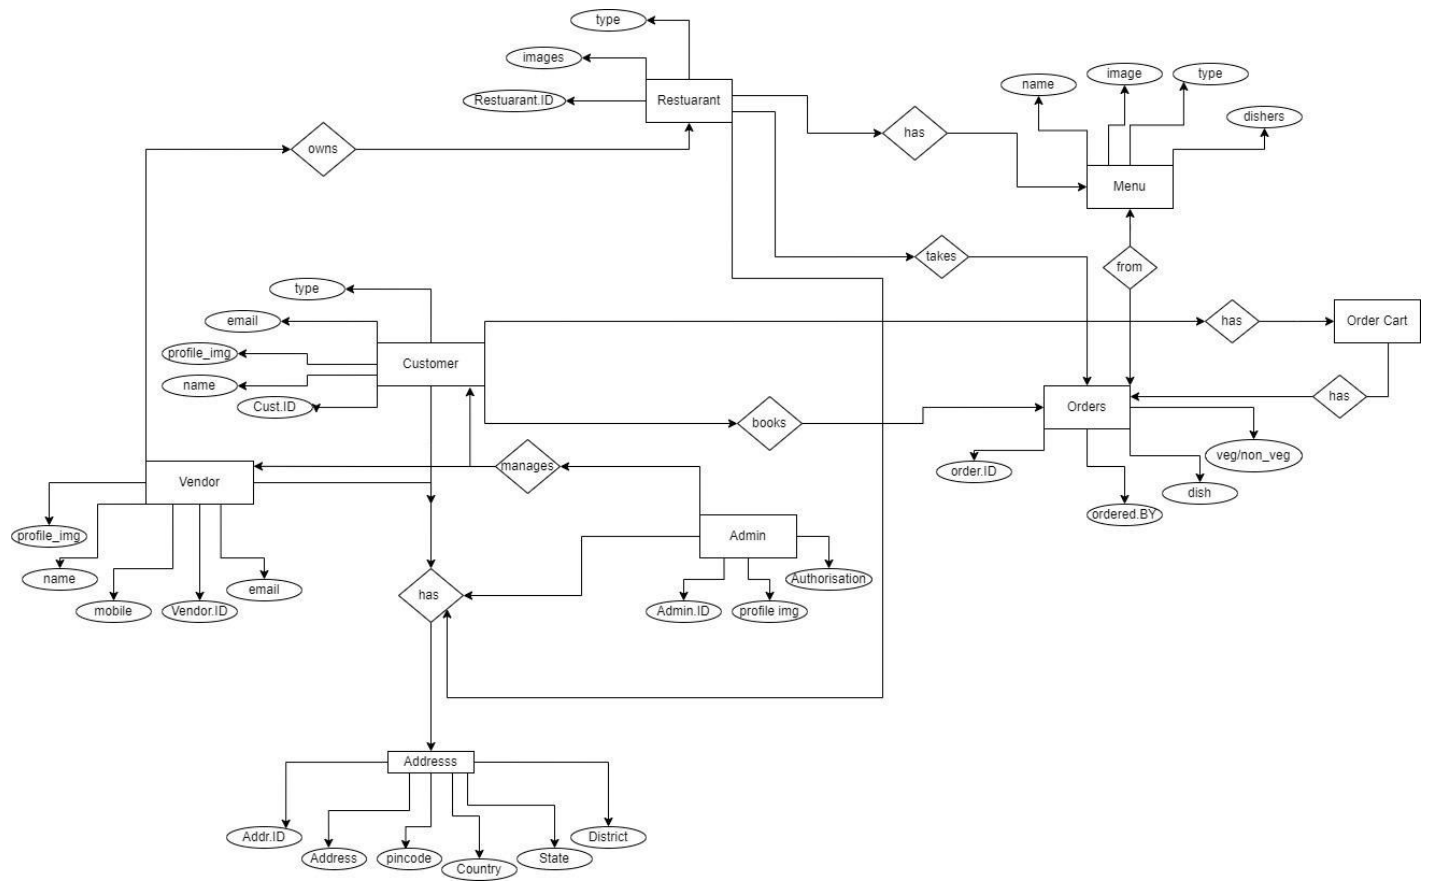 type
images
Restuarant.ID
Restuarant
name
image
type
dishers
has
owns
Menu
takes
from
type
email
profile_img
name
Cust.ID
Customer
has
Order Cart
has
books
Orders
order.ID
veg/non_veg
dish
ordered.BY
manages
Vendor
profile_img
name
mobile
Vendor.ID
email
Admin
Authorisation
Admin.ID
profile img
has
Addresss
Addr.ID
Address
pincode
Country
State
District